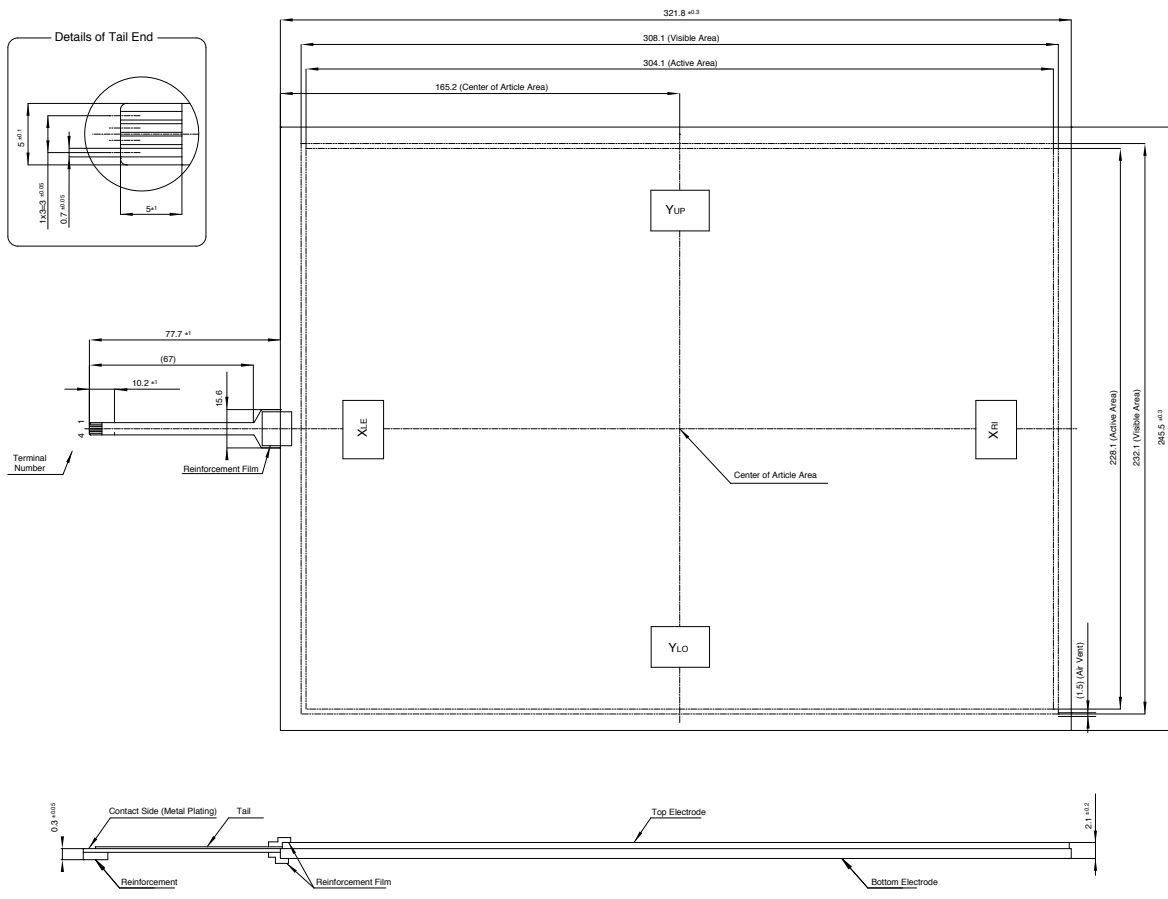 321.8 ±0.3
Details of Tail End
308.1 (Visible Area)
304.1 (Active Area)
165.2 (Center of Article Area)
5 ±0.1
1x3=3 ±0.05
0.7 ±0.05
5±1
YUP
77.7 ±1
(67)
10.2 ±1
15.6
1
4
XLE
XRI
228.1 (Active Area)
232.1 (Visible Area)
245.5 ±0.3
Terminal
Number
Reinforcement Film
Center of Article Area
YLO
(1.5) (Air Vent)
0.3 ±0.05
Contact Side (Metal Plating)
Tail
Top Electrode
2.1 ±0.2
Reinforcement
Reinforcement Film
Bottom Electrode